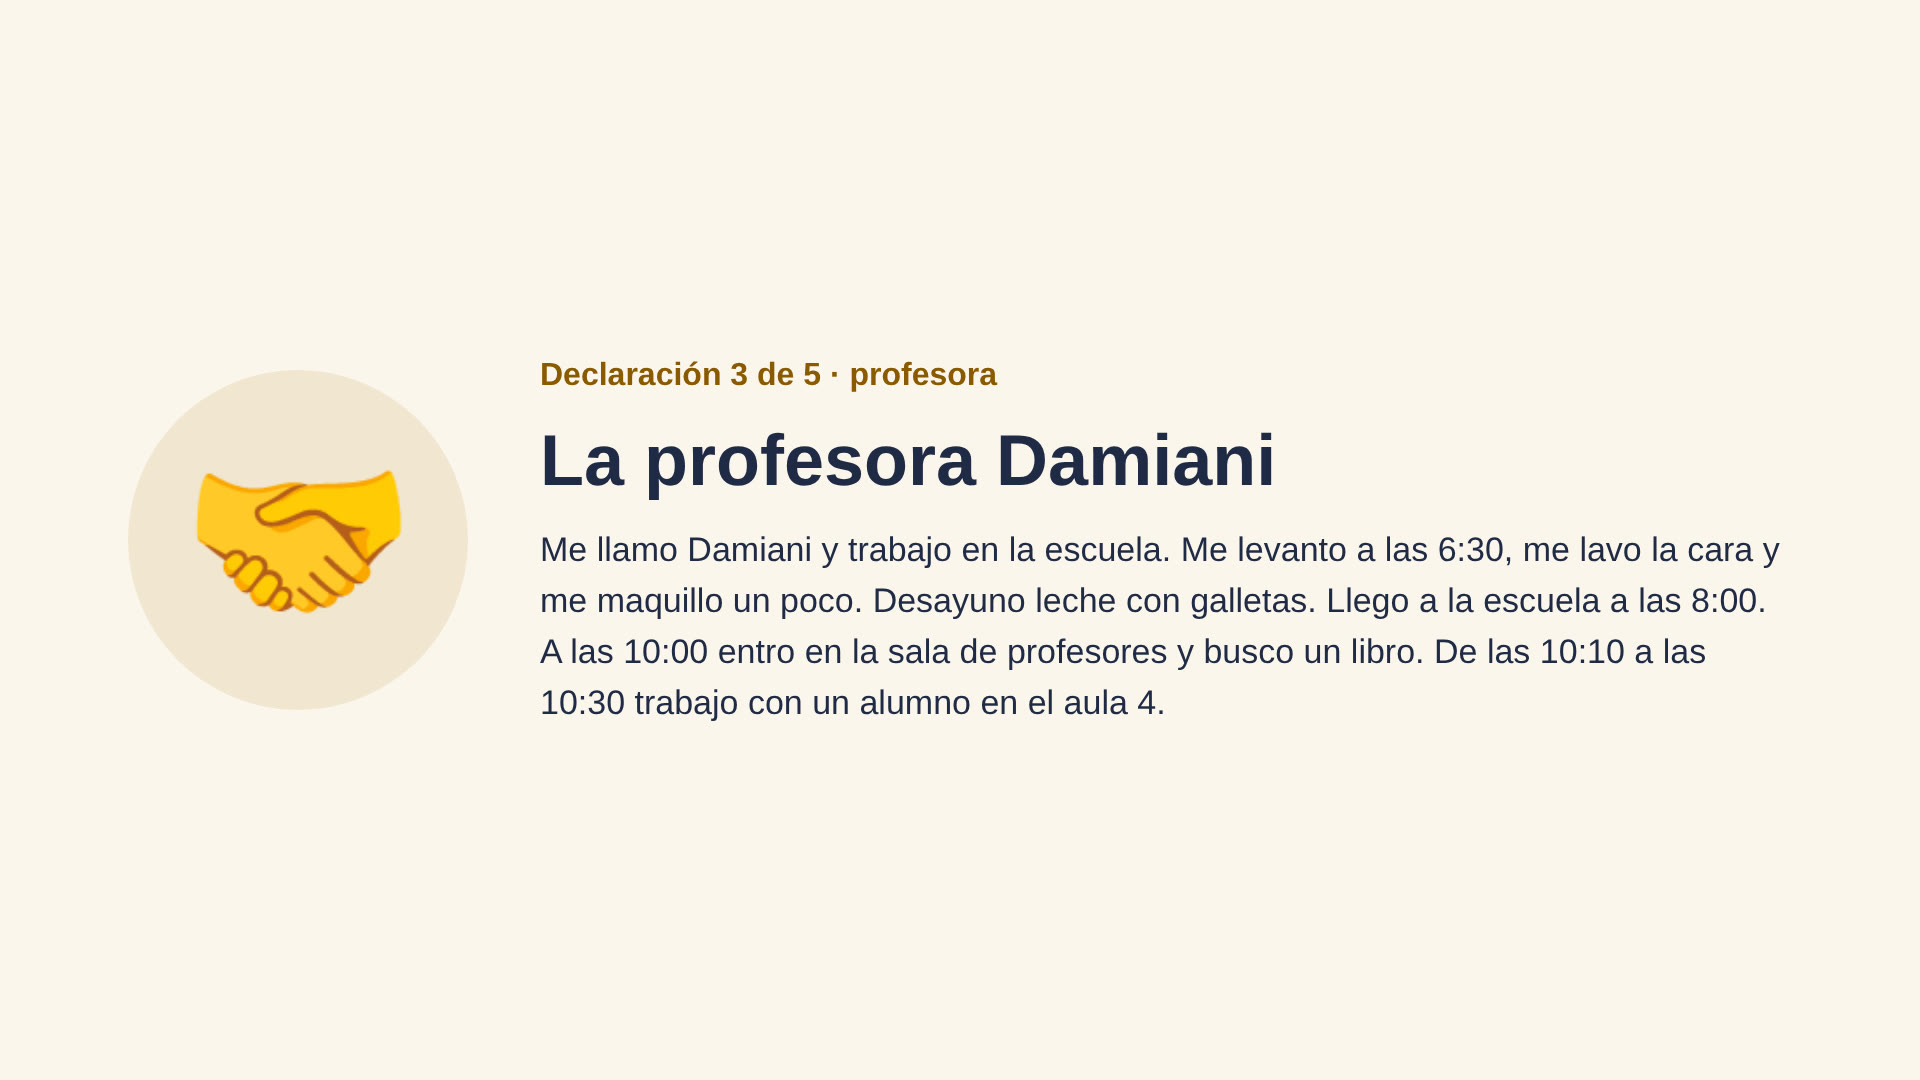 Declaración 3 de 5 · profesora
La profesora Damiani
Me llamo Damiani y trabajo en la escuela. Me levanto a las 6:30, me lavo la cara y
me maquillo un poco. Desayuno leche con galletas. Llego a la escuela a las 8:00.
A las 10:00 entro en la sala de profesores y busco un libro. De las 10:10 a las
10:30 trabajo con un alumno en el aula 4.